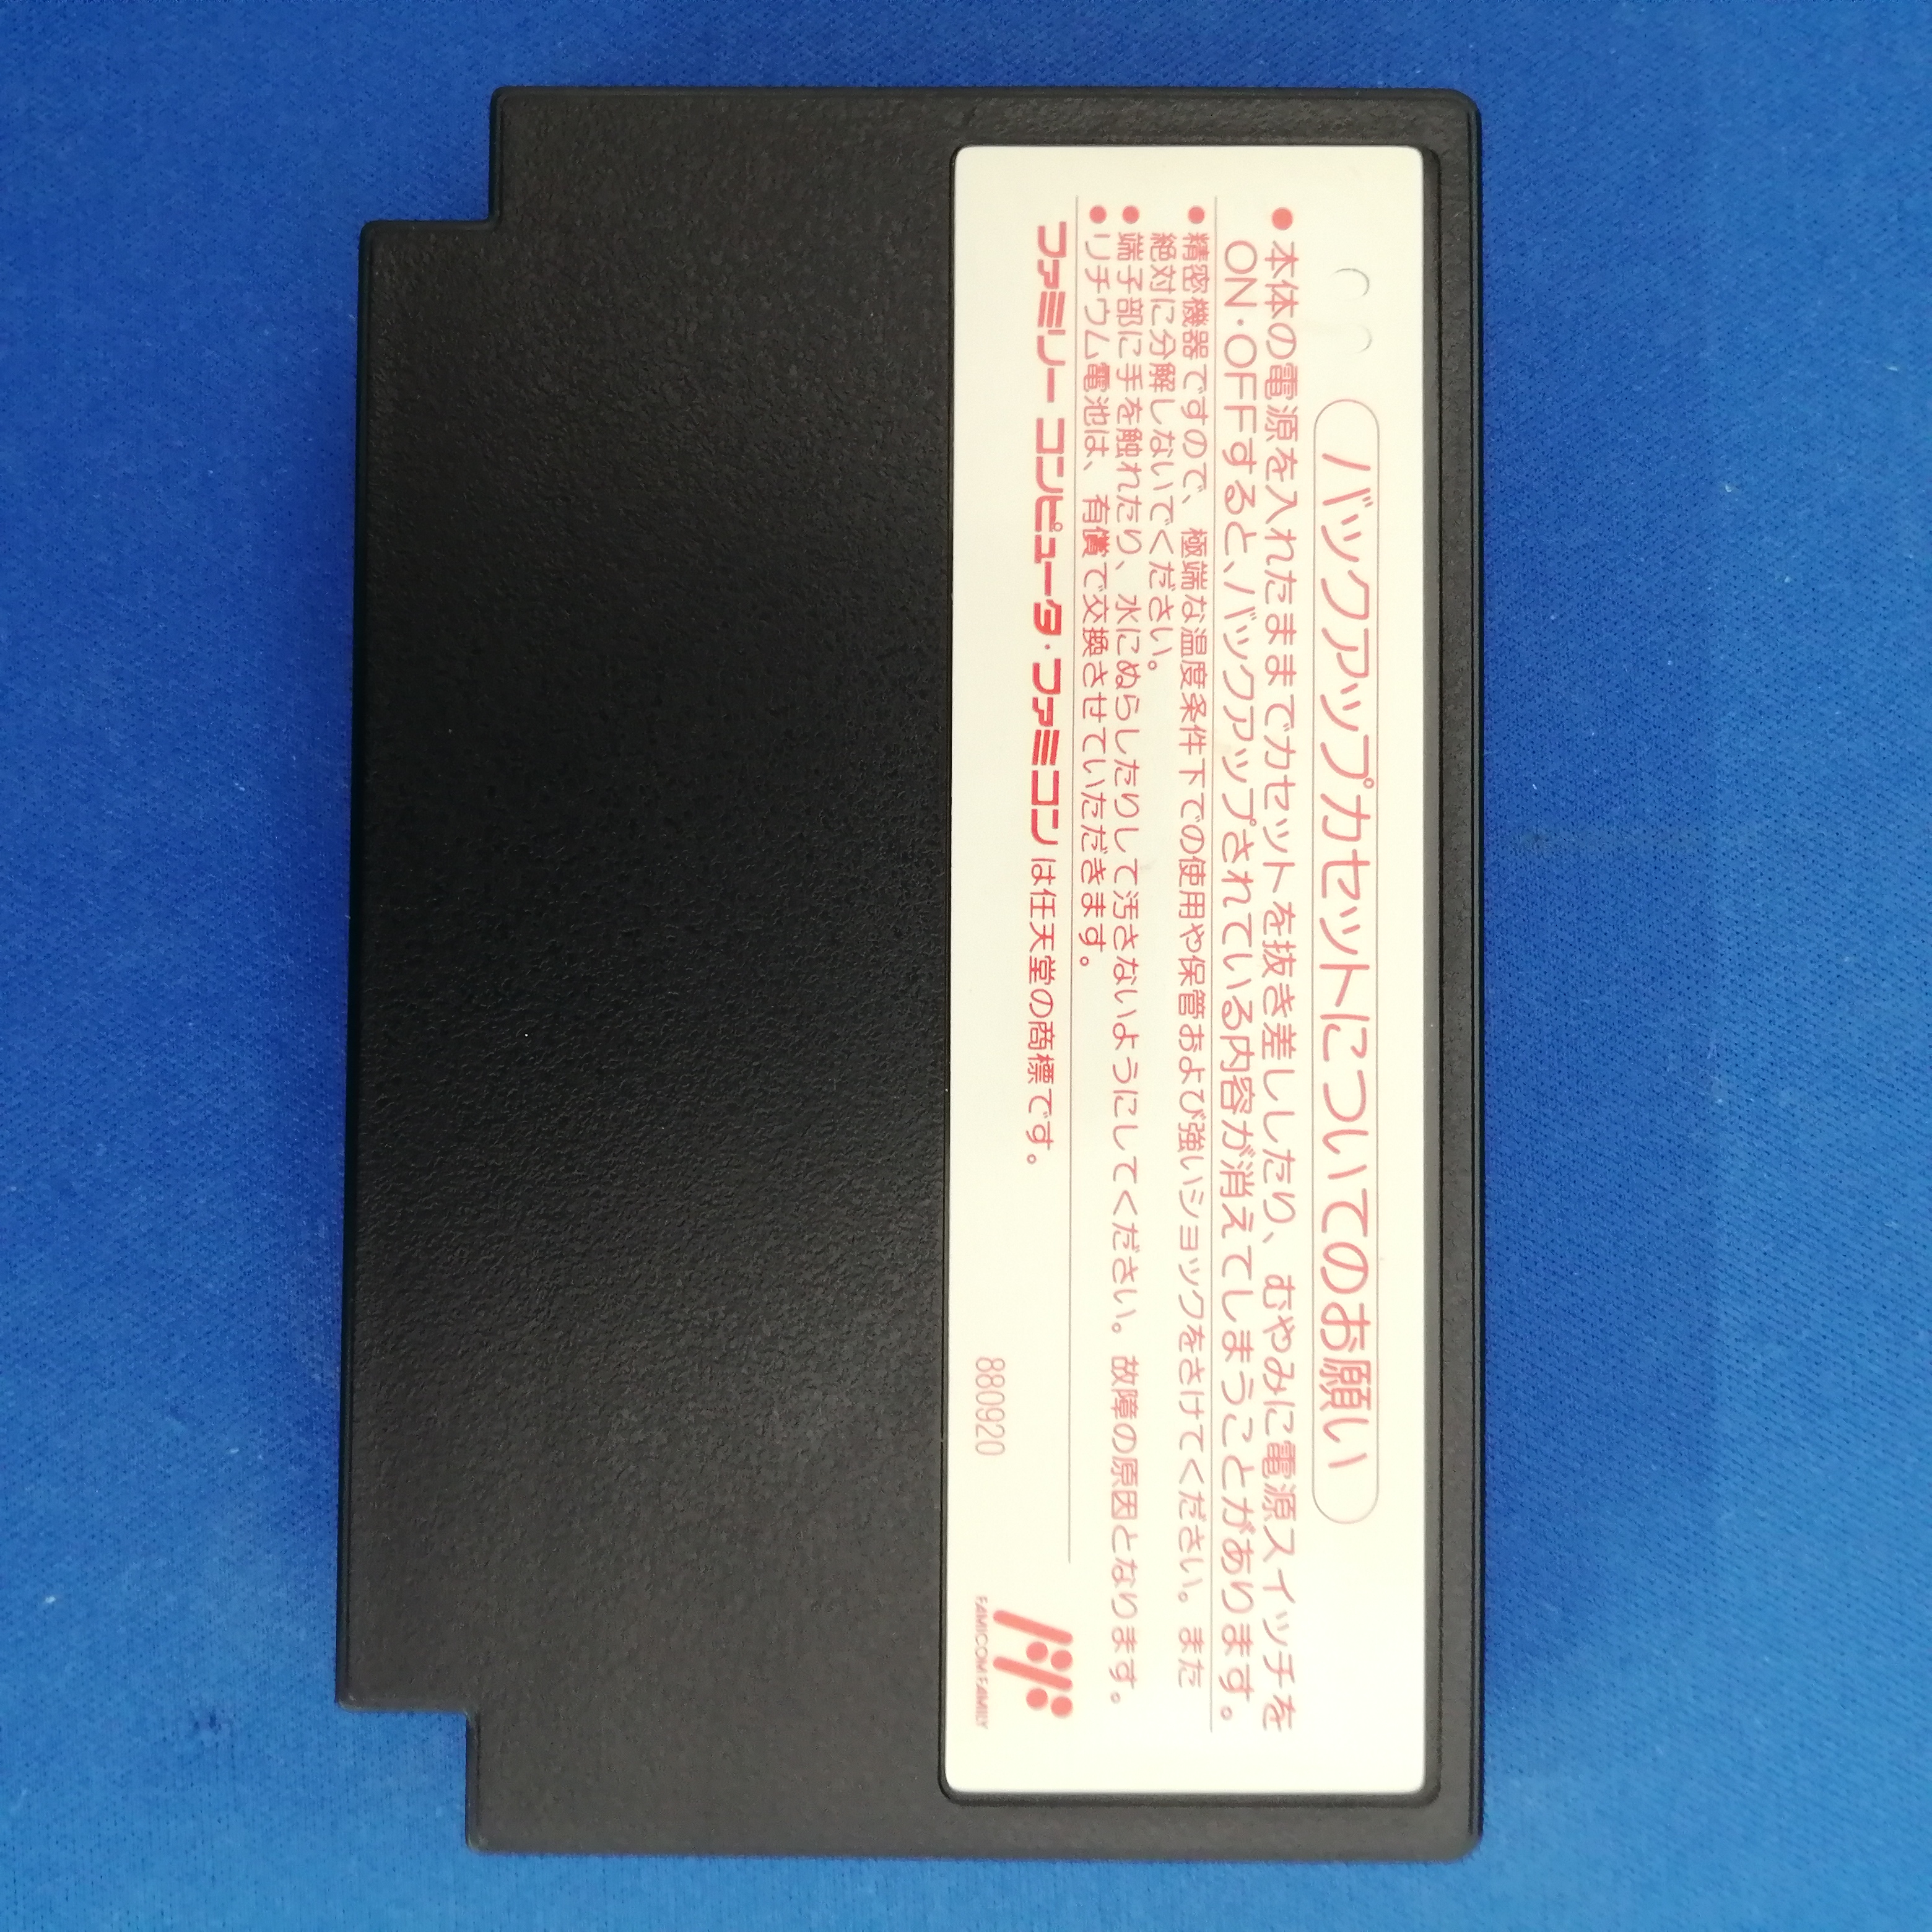 バックアップカセットについてのお願い
●本体の電源を入れたままでカセットを抜き差ししたり、むやみに電源スイッチを
ON・OFFすると、バックアップされている内容が消えてしまうことがあります。
●精密機器ですので、極端な温度条件下での使用や保管および強いショックをさけてください。また
絶対に分解しないでください。
●端子部に手を触れたり、水にぬらしたりして汚さないようにしてください。故障の原因となります。
●リチウム電池は、有償で交換させていただきます。
ファミリー コンピュータ・ファミコン は任天堂の商標です。
880920
FAMICOM FAMILY